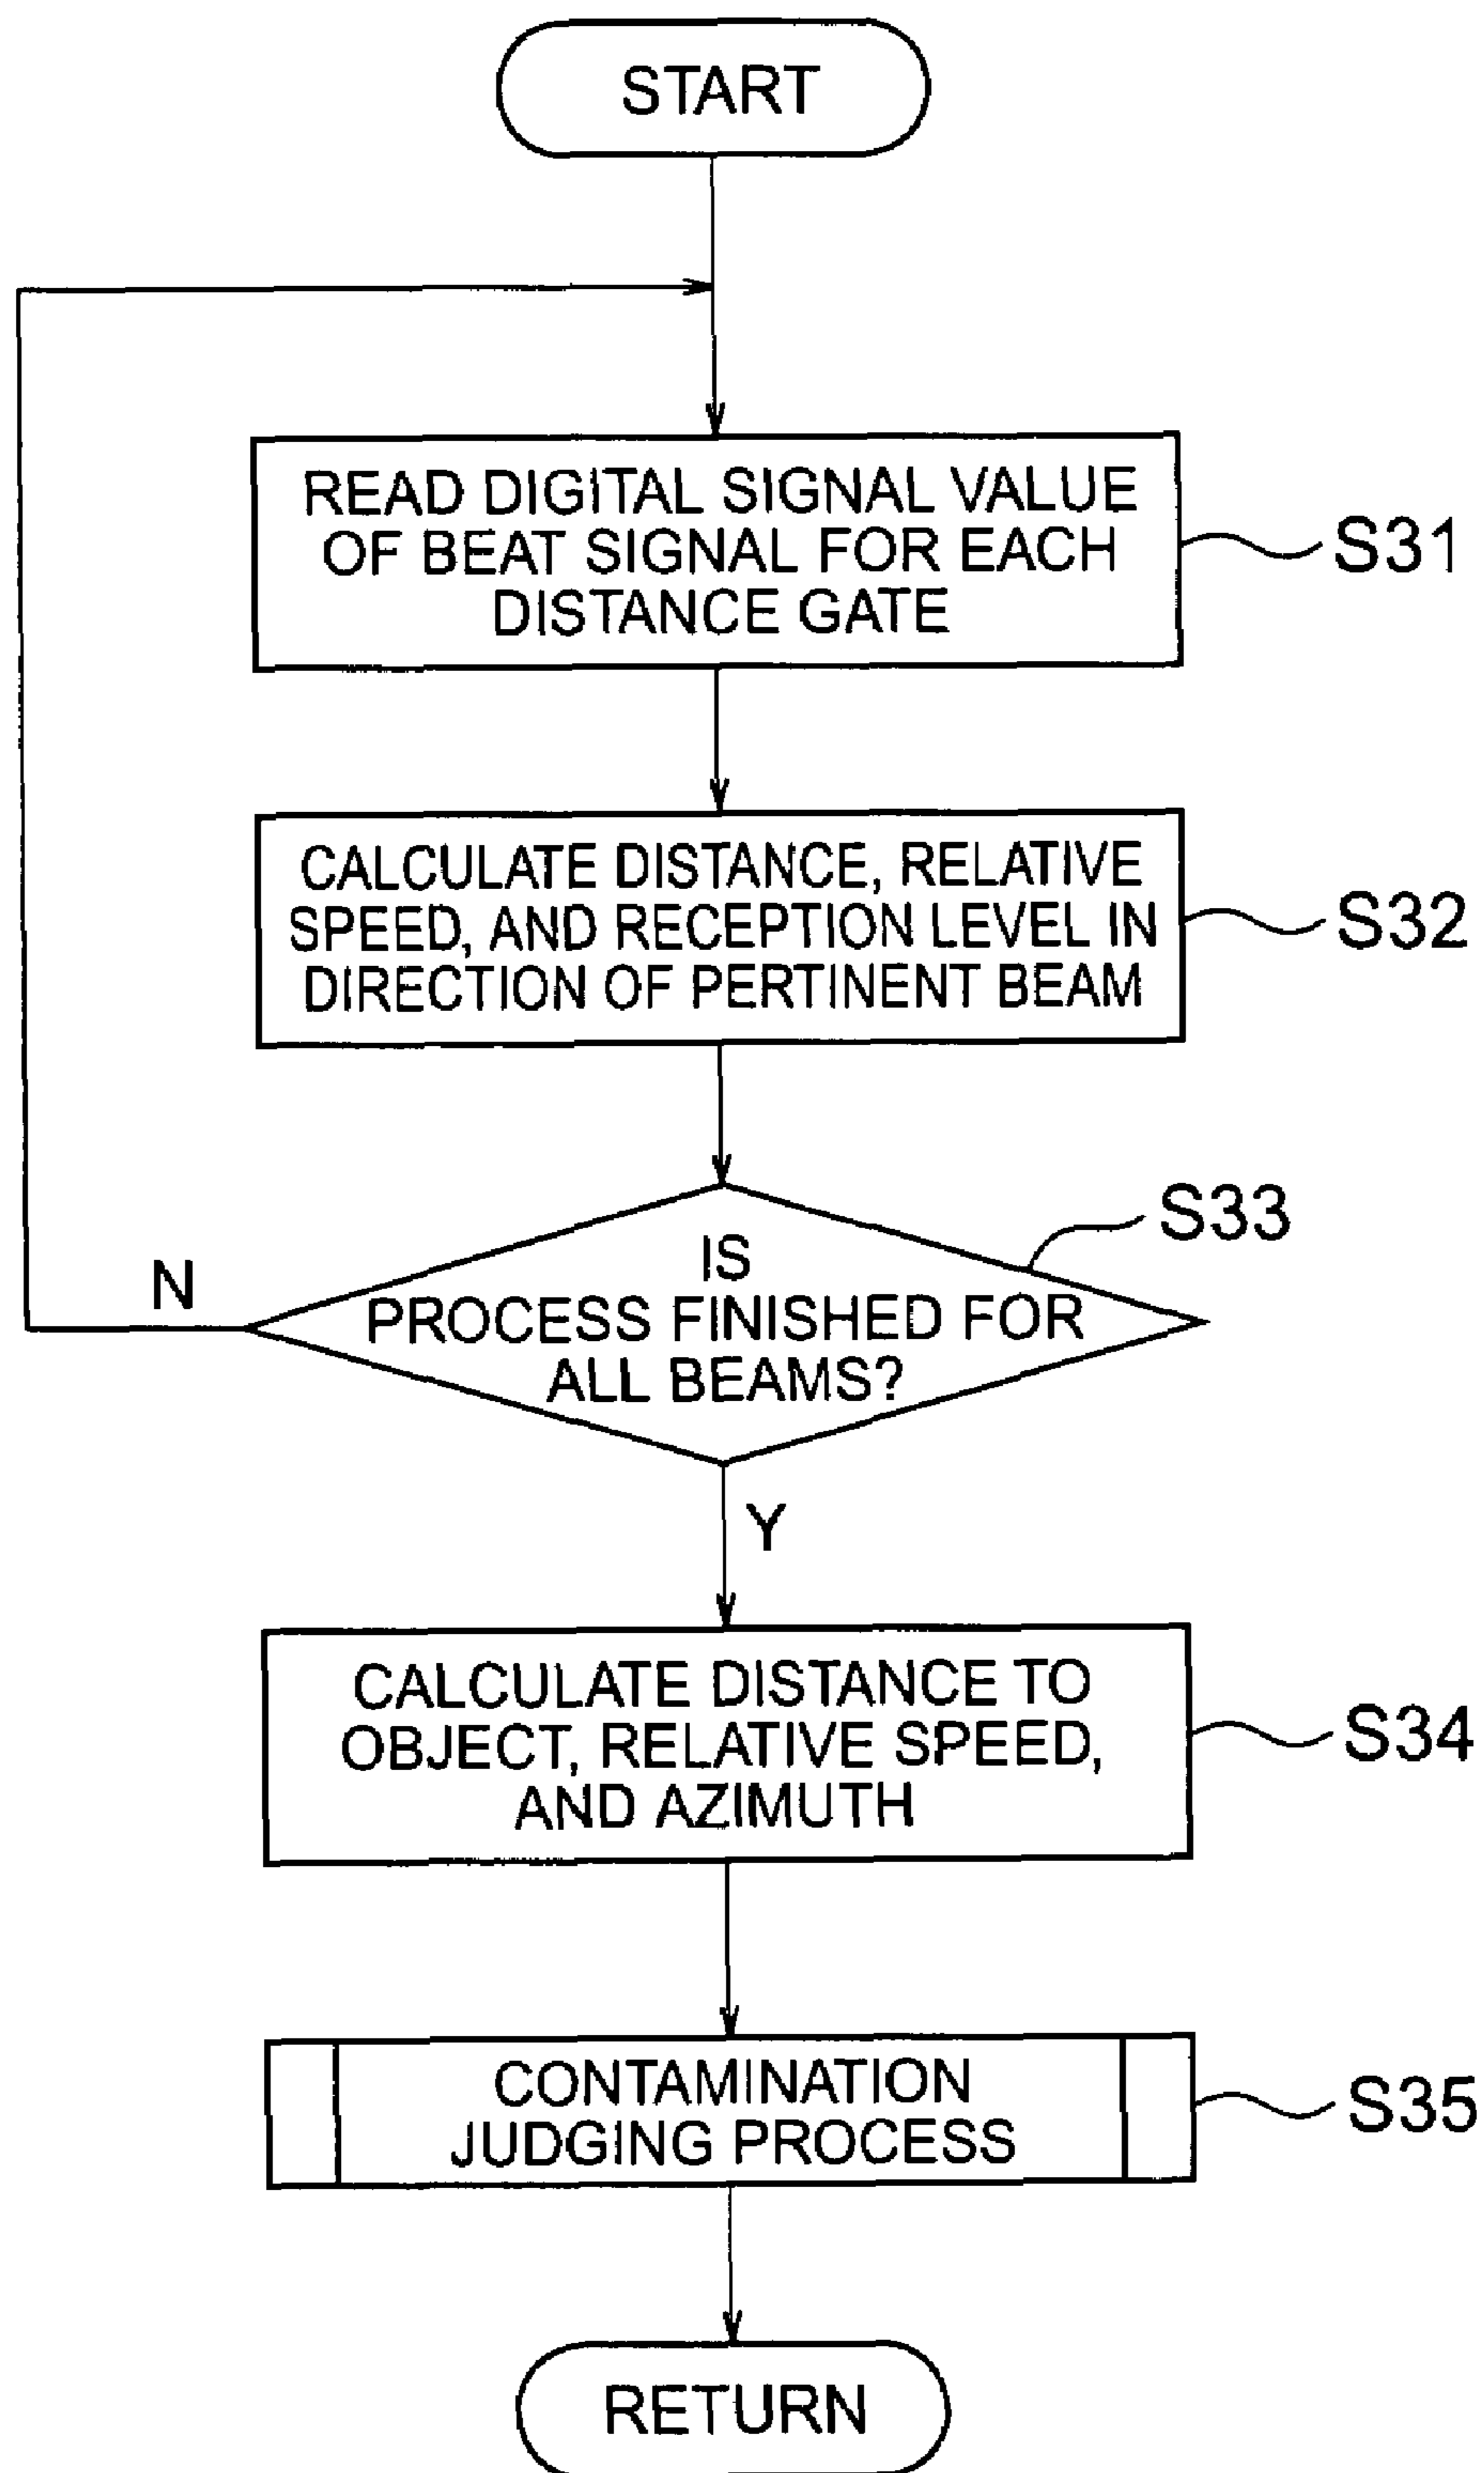 START
READ DIGITAL SIGNAL VALUE
OF BEAT SIGNAL FOR EACH
DISTANCE GATE
S31
CALCULATE DISTANCE, RELATIVE
SPEED, AND RECEPTION LEVEL IN
DIRECTION OF PERTINENT BEAM
S32
S33
IS
PROCESS FINISHED FOR
ALL BEAMS?
N
Y
CALCULATE DISTANCE TO
OBJECT, RELATIVE SPEED,
AND AZIMUTH
S34
CONTAMINATION
JUDGING PROCESS
S35
RETURN